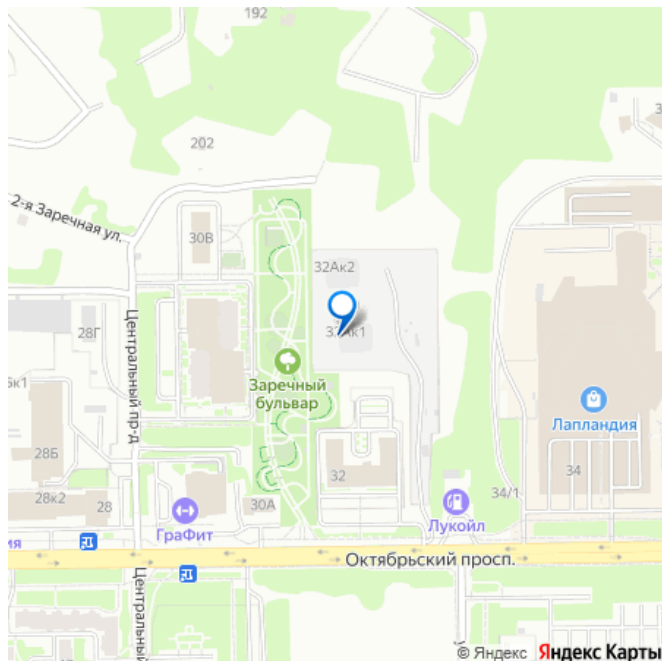 192
202
2-я Заречная ул.
30В
32Ак2
32Ак1
28Г
Центральный пр-д
Заречный
бульвар
Лапландия
28Б
32
34
28к2
28
30А
34/1
ГраФит
Лукойл
Октябрьский просп.
Центральный
© Яндекс Яндекс Карты